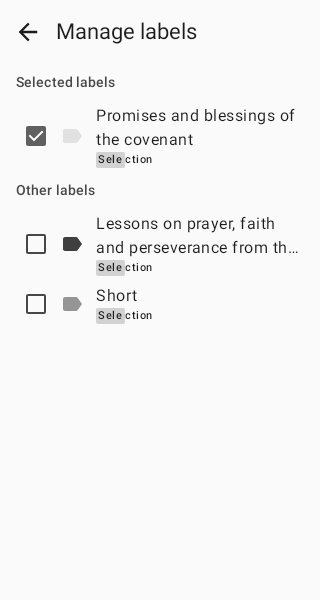 Manage labels
Selected labels
Promises and blessings of
the covenant
Selection
Other labels
Lessons on prayer, faith
and perseverance from th…
Selection
Short
Selection